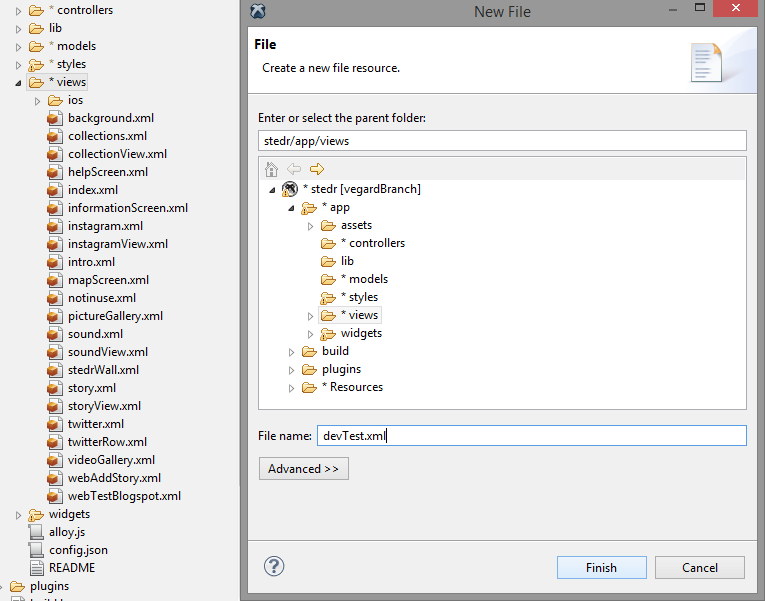 * controllers
lib
* models
* styles
* views
ios
background.xml
collections.xml
collectionView.xml
helpScreen.xml
index.xml
informationScreen.xml
instagram.xml
instagramView.xml
intro.xml
mapScreen.xml
notinuse.xml
pictureGallery.xml
sound.xml
soundView.xml
stedrWall.xml
story.xml
storyView.xml
twitter.xml
twitterRow.xml
videoGallery.xml
webAddStory.xml
webTestBlogspot.xml
widgets
alloy.js
config.json
README
plugins
New File
File
Create a new file resource.
Enter or select the parent folder:
stedr/app/views
* stedr [vegardBranch]
* app
assets
* controllers
lib
* models
* styles
* views
widgets
build
plugins
* Resources
File name: devTest.xml
Advanced >>
? Finish Cancel